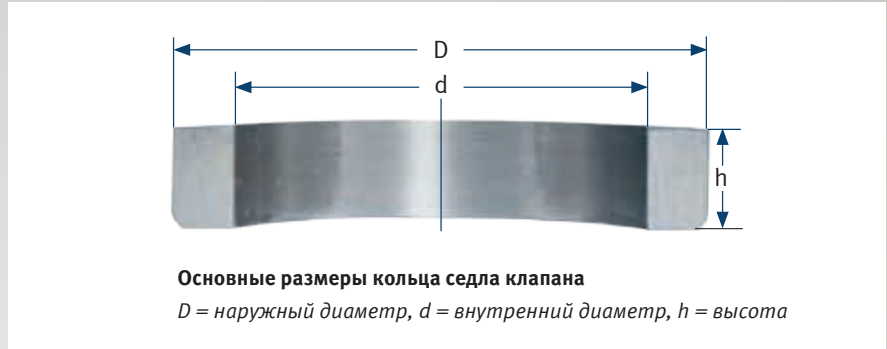 D
d
h
Основные размеры кольца седла клапана
D = наружный диаметр, d = внутренний диаметр, h = высота